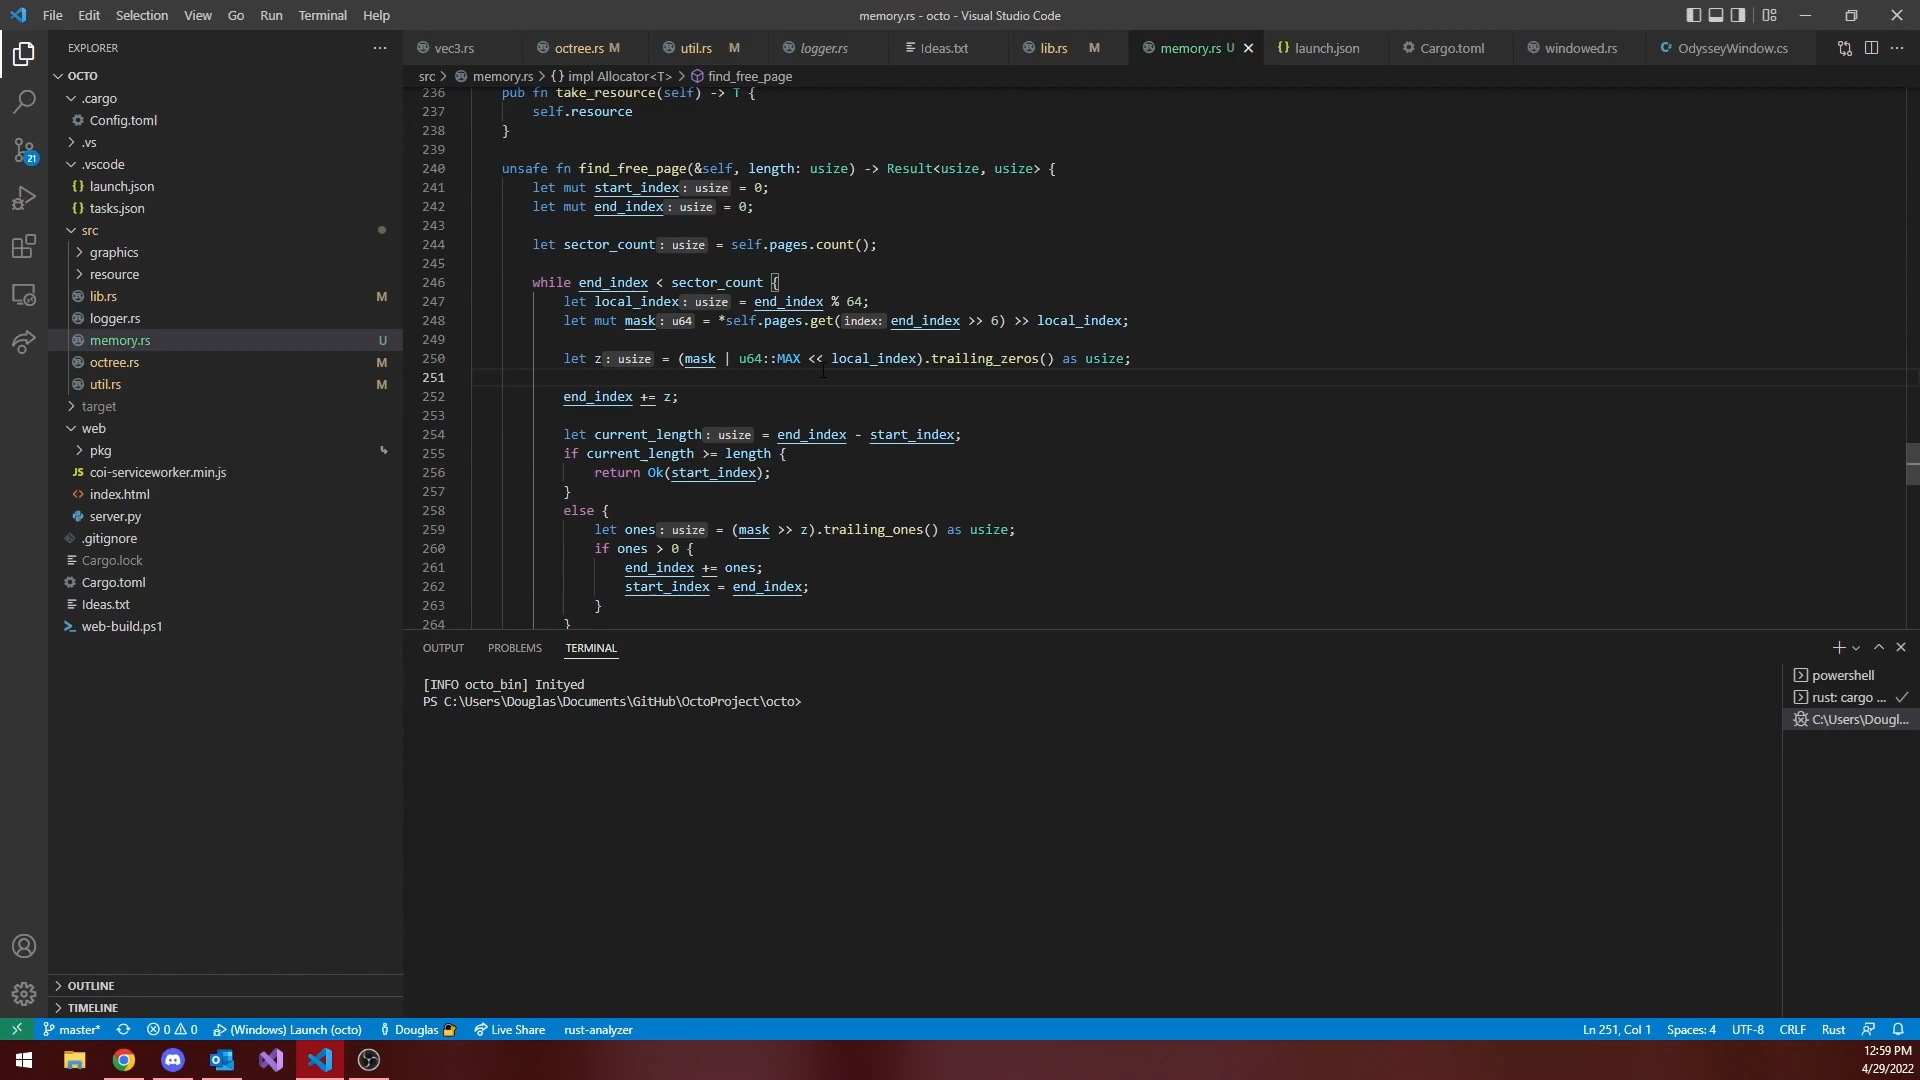 File Edit Selection View Go Run Terminal Help
memory.rs - octo - Visual Studio Code
EXPLORER
OCTO
.cargo
Config.toml
.vs
.vscode
launch.json
tasks.json
src
graphics
resource
lib.rs M
logger.rs
memory.rs U
octree.rs M
util.rs M
target
web
pkg
JS coi-serviceworker.min.js
index.html
server.py
.gitignore
Cargo.lock
Cargo.toml
Ideas.txt
web-build.ps1
OUTLINE
TIMELINE
21
vec3.rs octree.rs M util.rs M logger.rs Ideas.txt lib.rs M memory.rs U launch.json Cargo.toml windowed.rs OdysseyWindow.cs
src > memory.rs > {} impl Allocator<T> > find_free_page
236 pub fn take_resource(self) -> T {
237 self.resource
238 }
239
240 unsafe fn find_free_page(&self, length: usize) -> Result<usize, usize> {
241 let mut start_index: usize = 0;
242 let mut end_index: usize = 0;
243
244 let sector_count: usize = self.pages.count();
245
246 while end_index < sector_count {
247 let local_index: usize = end_index % 64;
248 let mut mask: u64 = *self.pages.get(index: end_index >> 6) >> local_index;
249
250 let z: usize = (mask | u64::MAX << local_index).trailing_zeros() as usize;
251
252 end_index += z;
253
254 let current_length: usize = end_index - start_index;
255 if current_length >= length {
256 return Ok(start_index);
257 }
258 else {
259 let ones: usize = (mask >> z).trailing_ones() as usize;
260 if ones > 0 {
261 end_index += ones;
262 start_index = end_index;
263 }
264 }
OUTPUT PROBLEMS TERMINAL
[INFO octo_bin] Inityed
PS C:\Users\Douglas\Documents\GitHub\OctoProject\octo>
powershell
rust: cargo ...
C:\Users\Dougl...
master* 0 0 (Windows) Launch (octo) Douglas Live Share rust-analyzer
Ln 251, Col 1 Spaces: 4 UTF-8 CRLF Rust
12:59 PM
4/29/2022